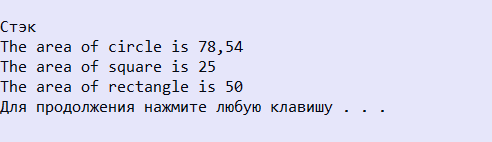 Стэк
The area of circle is 78,54
The area of square is 25
The area of rectangle is 50
Для продолжения нажмите любую клавишу . . .